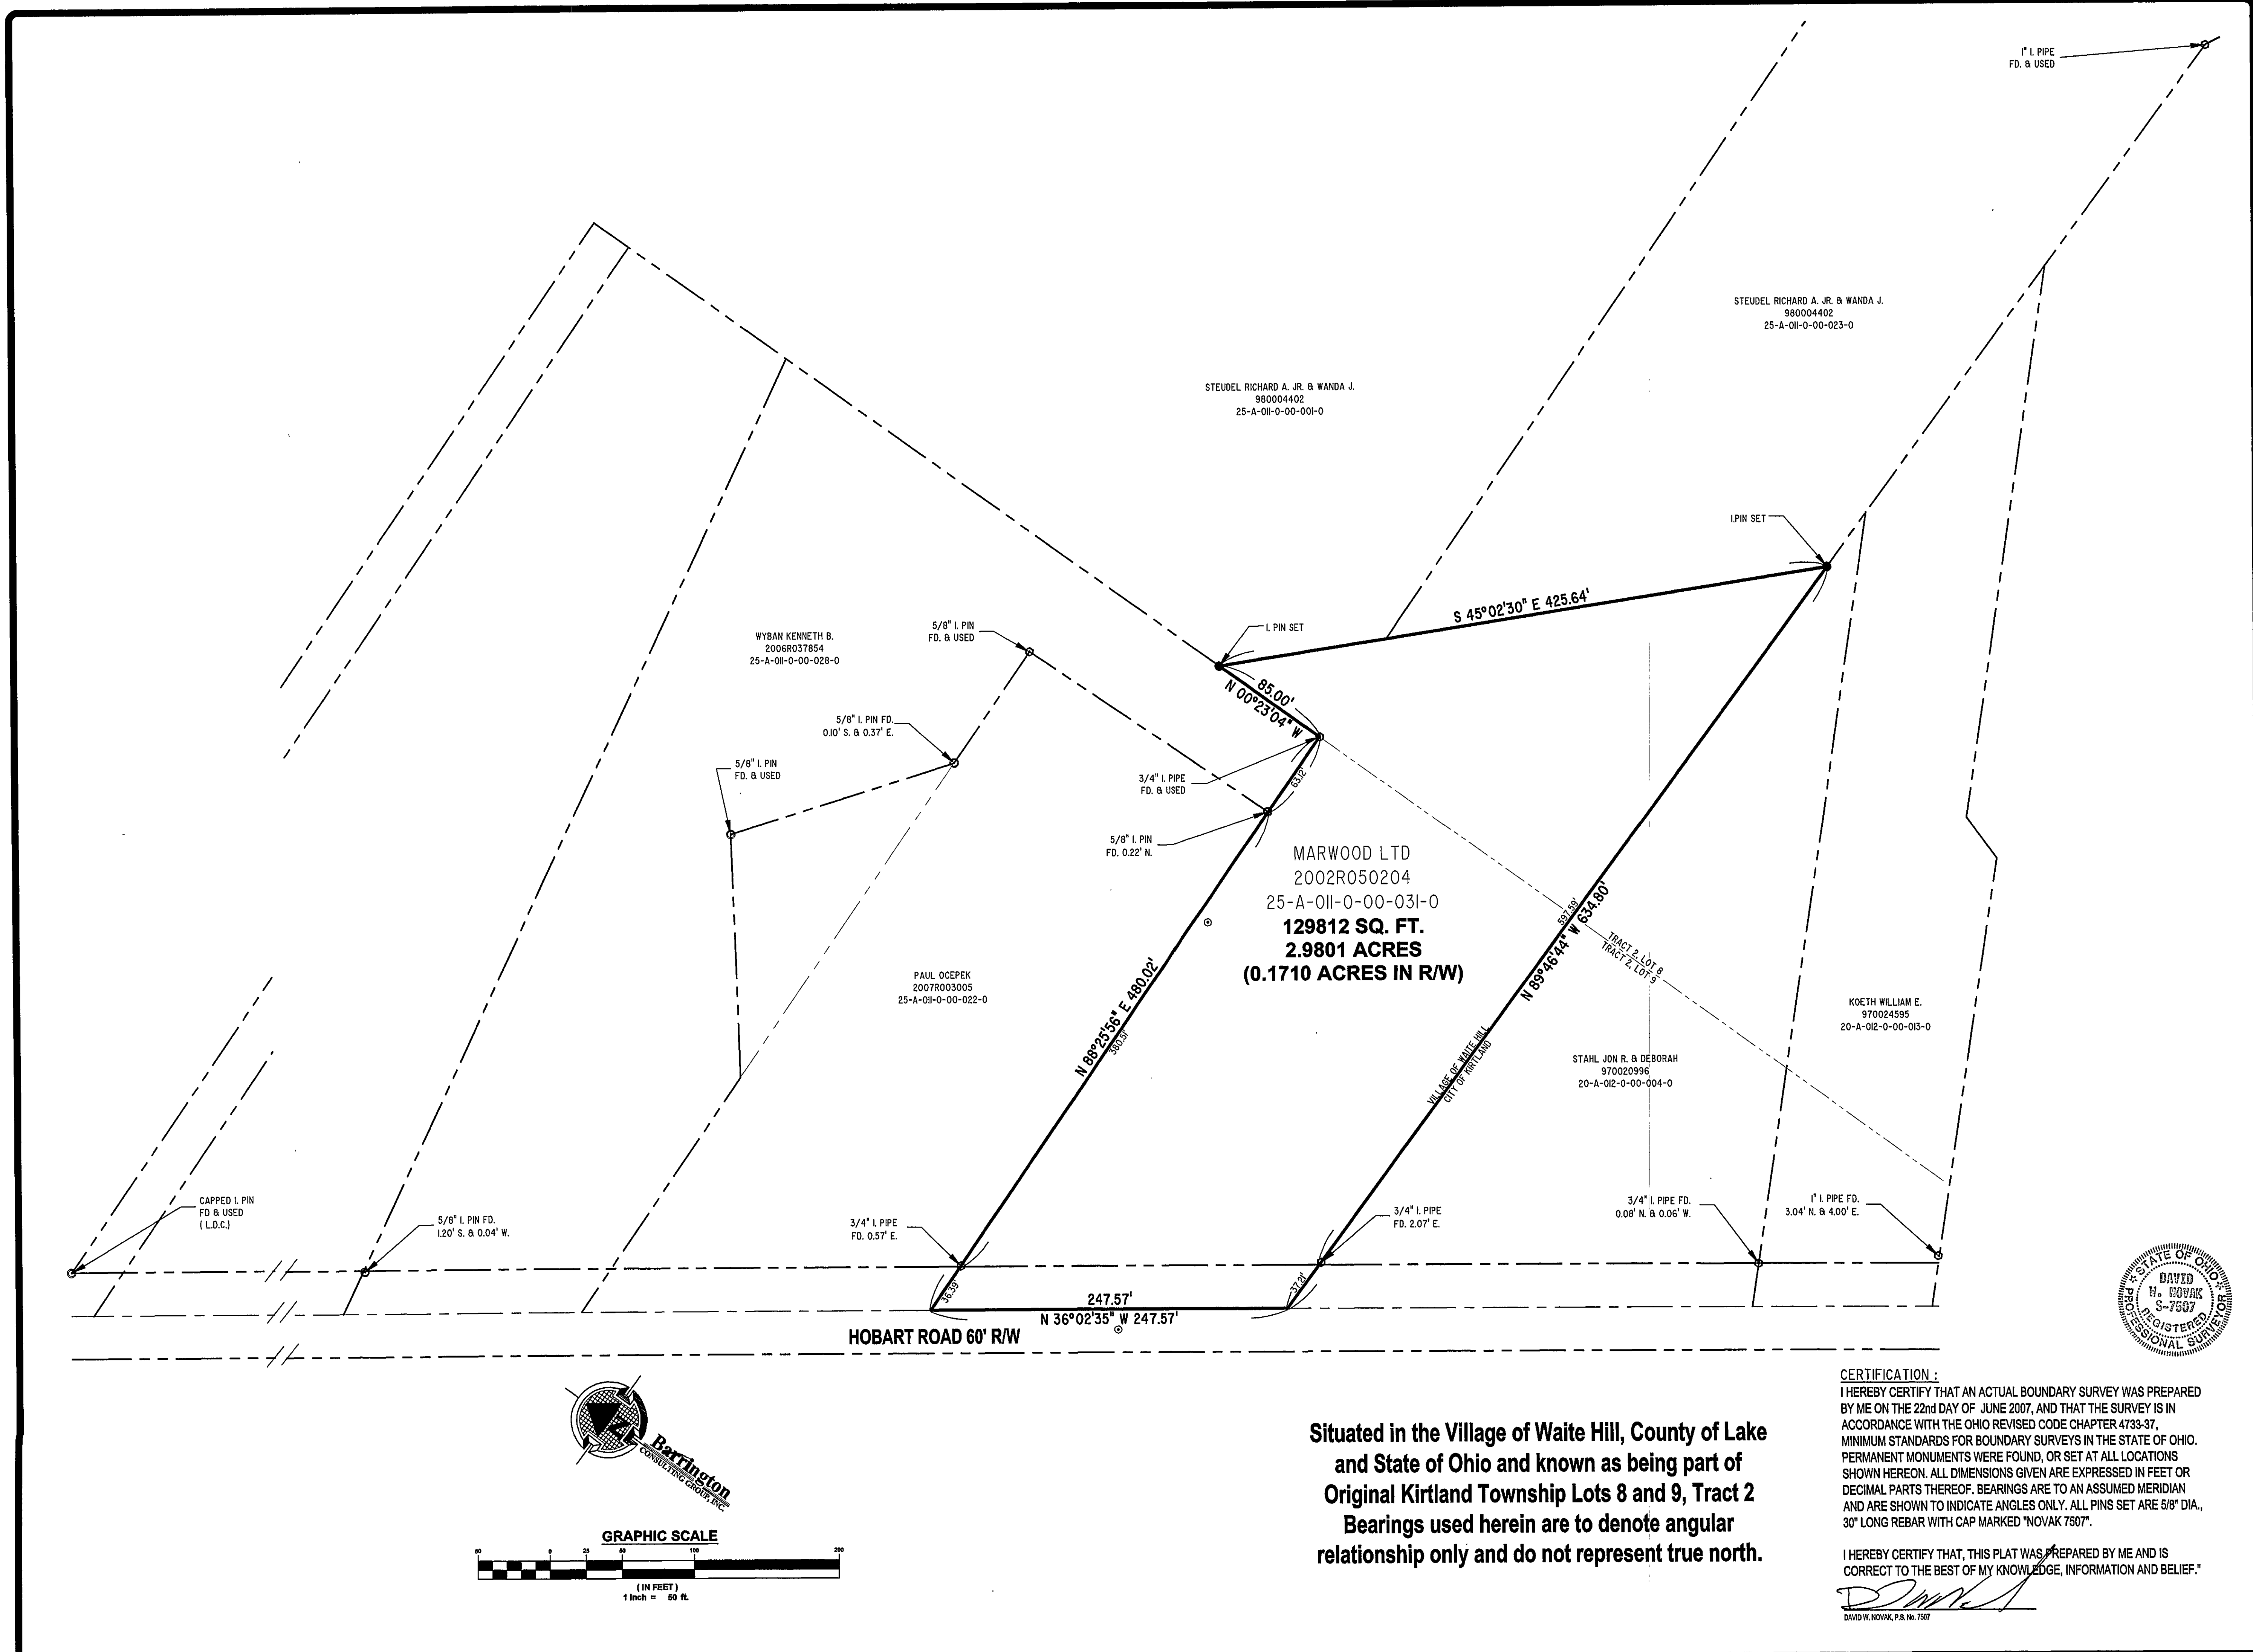 1" I. PIPE
FD. & USED
STEUDEL RICHARD A. JR. & WANDA J.
980004402
25-A-011-0-00-023-0
STEUDEL RICHARD A. JR. & WANDA J.
980004402
25-A-011-0-00-001-0
I.PIN SET
S 45°02'30" E 425.64'
I. PIN SET
85.00'
N 00°23'04" W
WYBAN KENNETH B.
2006R037854
25-A-011-0-00-028-0
5/8" I. PIN
FD. & USED
5/8" I. PIN FD.
0.10' S. & 0.37' E.
5/8" I. PIN
FD. & USED
3/4" I. PIPE
FD. & USED
63.12'
5/8" I. PIN
FD. 0.22' N.
MARWOOD LTD
2002R050204
25-A-011-0-00-031-0
129812 SQ. FT.
2.9801 ACRES
(0.1710 ACRES IN R/W)
597.59'
N 89°46'44" W 634.80'
TRACT 2, LOT 8
TRACT 2, LOT 9
PAUL OCEPEK
2007R003005
25-A-011-0-00-022-0
N 88°25'56" E 480.02'
380.51'
VILLAGE OF WAITE HILL
CITY OF KIRTLAND
KOETH WILLIAM E.
970024595
20-A-012-0-00-013-0
STAHL JON R. & DEBORAH
970020996
20-A-012-0-00-004-0
CAPPED I. PIN
FD & USED
( L.D.C.)
5/8" I. PIN FD.
1.20' S. & 0.04' W.
3/4" I. PIPE
FD. 0.57' E.
3/4" I. PIPE
FD. 2.07' E.
3/4" I. PIPE FD.
0.08' N. & 0.06' W.
1" I. PIPE FD.
3.04' N. & 4.00' E.
36.39'
37.21'
247.57'
N 36°02'35" W 247.57'
HOBART ROAD 60' R/W
STATE OF OHIO
DAVID
W. NOVAK
S-7507
REGISTERED
PROFESSIONAL SURVEYOR
N
Barrington
CONSULTING GROUP, INC.
GRAPHIC SCALE
50 0 25 50 100 200
( IN FEET )
1 inch = 50 ft.
Situated in the Village of Waite Hill, County of Lake
and State of Ohio and known as being part of
Original Kirtland Township Lots 8 and 9, Tract 2
Bearings used herein are to denote angular
relationship only and do not represent true north.
CERTIFICATION :
I HEREBY CERTIFY THAT AN ACTUAL BOUNDARY SURVEY WAS PREPARED
BY ME ON THE 22nd DAY OF JUNE 2007, AND THAT THE SURVEY IS IN
ACCORDANCE WITH THE OHIO REVISED CODE CHAPTER 4733-37,
MINIMUM STANDARDS FOR BOUNDARY SURVEYS IN THE STATE OF OHIO.
PERMANENT MONUMENTS WERE FOUND, OR SET AT ALL LOCATIONS
SHOWN HEREON. ALL DIMENSIONS GIVEN ARE EXPRESSED IN FEET OR
DECIMAL PARTS THEREOF. BEARINGS ARE TO AN ASSUMED MERIDIAN
AND ARE SHOWN TO INDICATE ANGLES ONLY. ALL PINS SET ARE 5/8" DIA.,
30" LONG REBAR WITH CAP MARKED "NOVAK 7507".
I HEREBY CERTIFY THAT, THIS PLAT WAS PREPARED BY ME AND IS
CORRECT TO THE BEST OF MY KNOWLEDGE, INFORMATION AND BELIEF."
DAVID W. NOVAK, P.S. No. 7507